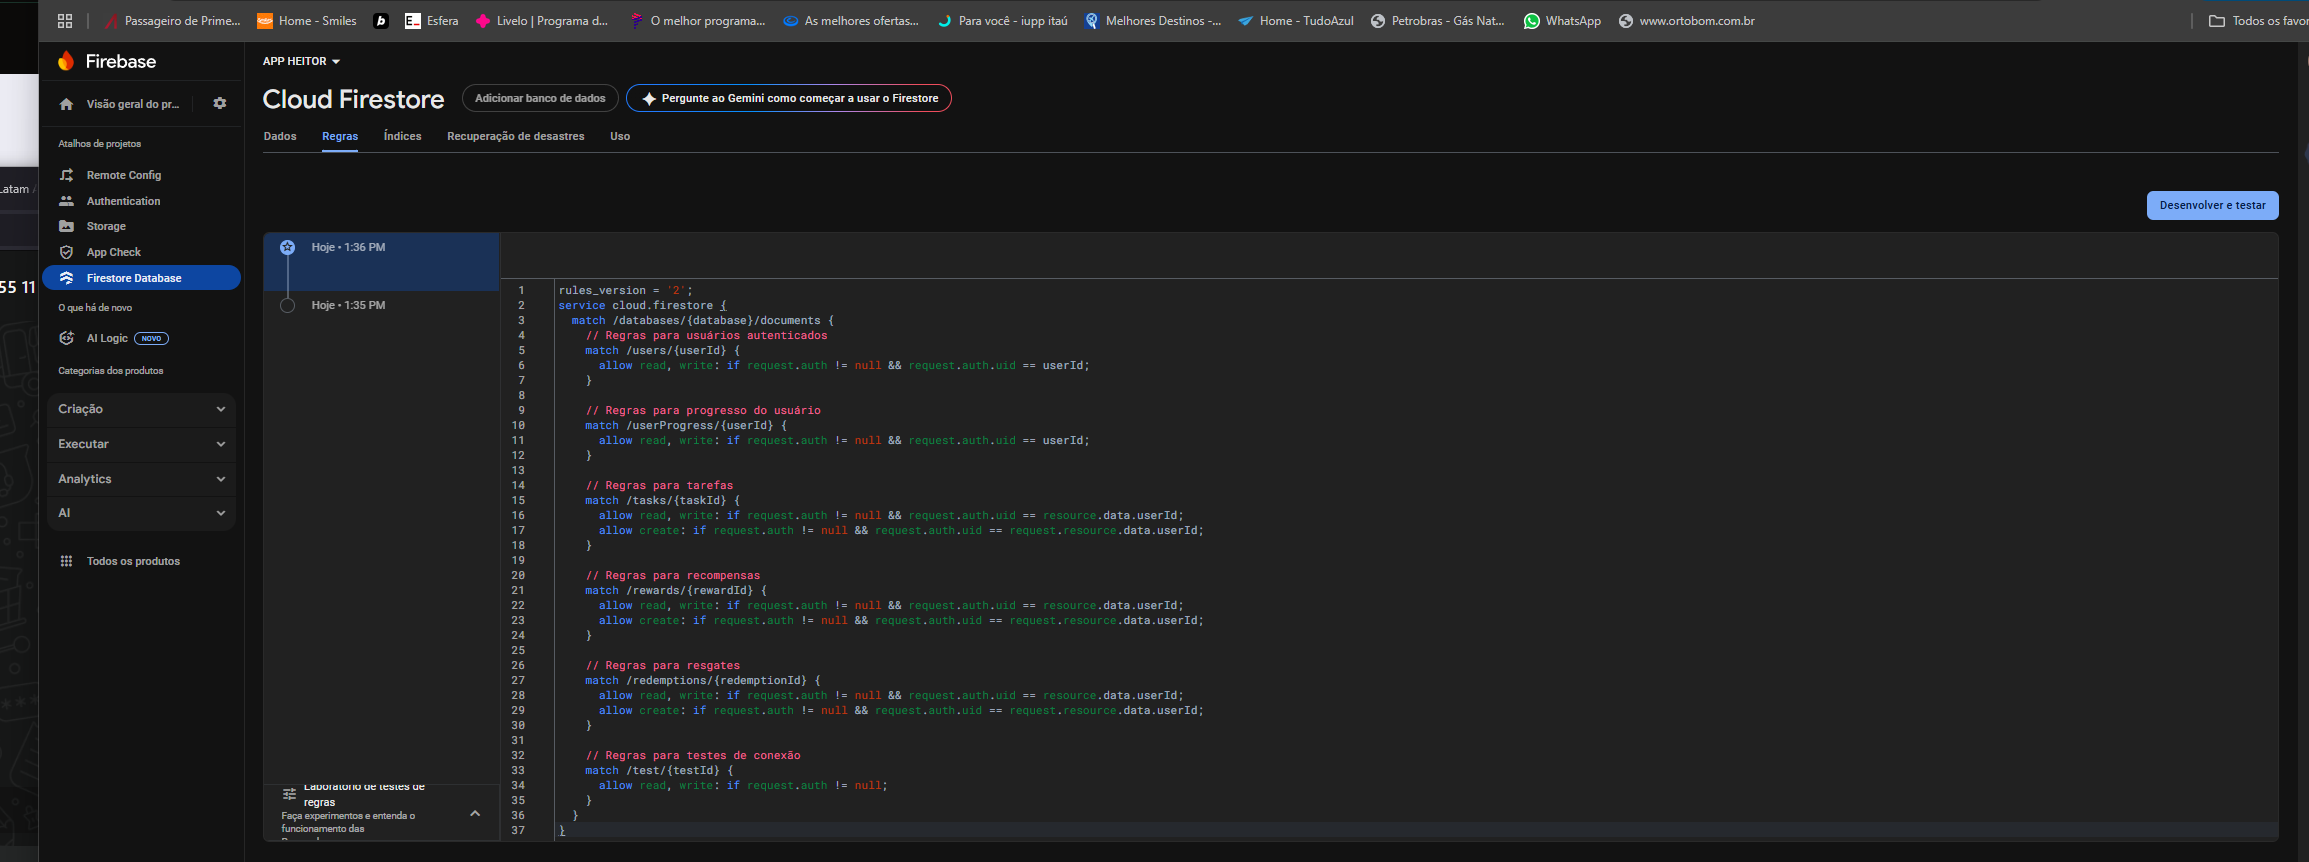 Passageiro de Prime...
Home - Smiles
b
E_ Esfera
Livelo | Programa d...
O melhor programa...
As melhores ofertas...
Para você - iupp itaú
Melhores Destinos -...
Home - TudoAzul
Petrobras - Gás Nat...
WhatsApp
www.ortobom.com.br
Todos os favor
Firebase
Visão geral do pr...
Atalhos de projetos
Remote Config
Authentication
Storage
App Check
Firestore Database
O que há de novo
AI Logic NOVO
Categorias dos produtos
Criação
Executar
Analytics
AI
Todos os produtos
Latam /
55 11
APP HEITOR
Cloud Firestore
Adicionar banco de dados
Pergunte ao Gemini como começar a usar o Firestore
Dados
Regras
Índices
Recuperação de desastres
Uso
Desenvolver e testar
Hoje • 1:36 PM
Hoje • 1:35 PM
Laboratório de testes de
regras
Faça experimentos e entenda o
funcionamento das
1 rules_version = '2';
2 service cloud.firestore {
3 match /databases/{database}/documents {
4 // Regras para usuários autenticados
5 match /users/{userId} {
6 allow read, write: if request.auth != null && request.auth.uid == userId;
7 }
8
9 // Regras para progresso do usuário
10 match /userProgress/{userId} {
11 allow read, write: if request.auth != null && request.auth.uid == userId;
12 }
13
14 // Regras para tarefas
15 match /tasks/{taskId} {
16 allow read, write: if request.auth != null && request.auth.uid == resource.data.userId;
17 allow create: if request.auth != null && request.auth.uid == request.resource.data.userId;
18 }
19
20 // Regras para recompensas
21 match /rewards/{rewardId} {
22 allow read, write: if request.auth != null && request.auth.uid == resource.data.userId;
23 allow create: if request.auth != null && request.auth.uid == request.resource.data.userId;
24 }
25
26 // Regras para resgates
27 match /redemptions/{redemptionId} {
28 allow read, write: if request.auth != null && request.auth.uid == resource.data.userId;
29 allow create: if request.auth != null && request.auth.uid == request.resource.data.userId;
30 }
31
32 // Regras para testes de conexão
33 match /test/{testId} {
34 allow read, write: if request.auth != null;
35 }
36 }
37 }